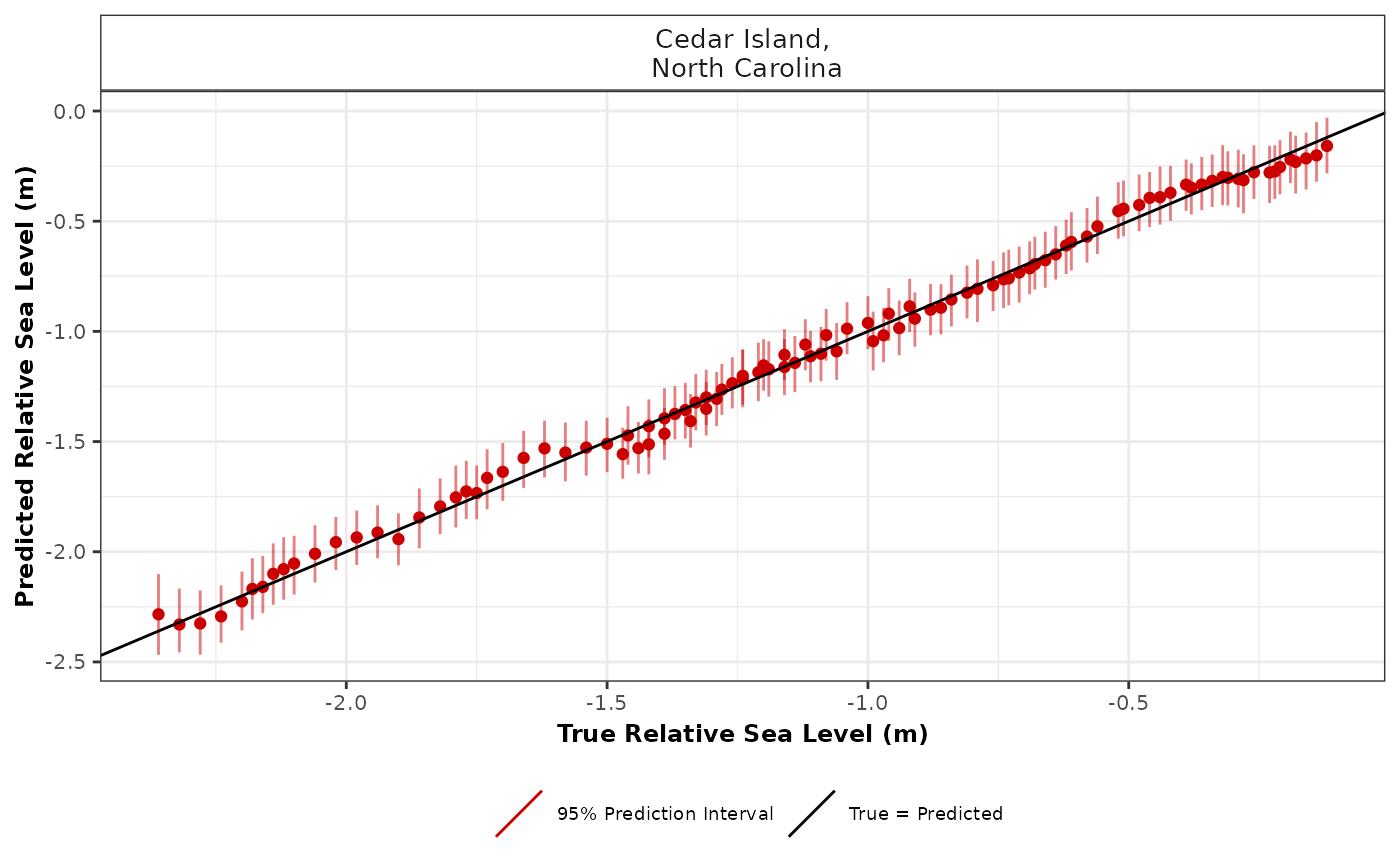 Cedar Island,
North Carolina
Predicted Relative Sea Level (m)
0.0
-0.5
-1.0
-1.5
-2.0
-2.5
-2.0 -1.5 -1.0 -0.5
True Relative Sea Level (m)
95% Prediction Interval True = Predicted